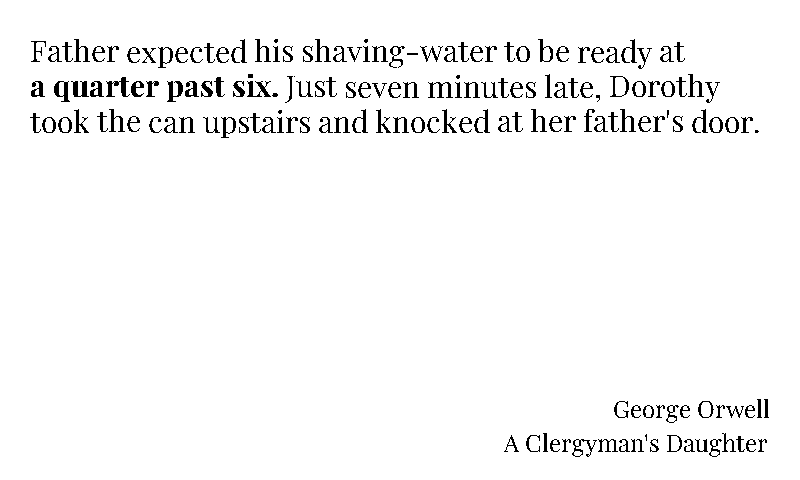 Father expected his shaving-water to be ready at
a quarter past six. Just seven minutes late, Dorothy
took the can upstairs and knocked at her father's door.
George Orwell
A Clergyman's Daughter